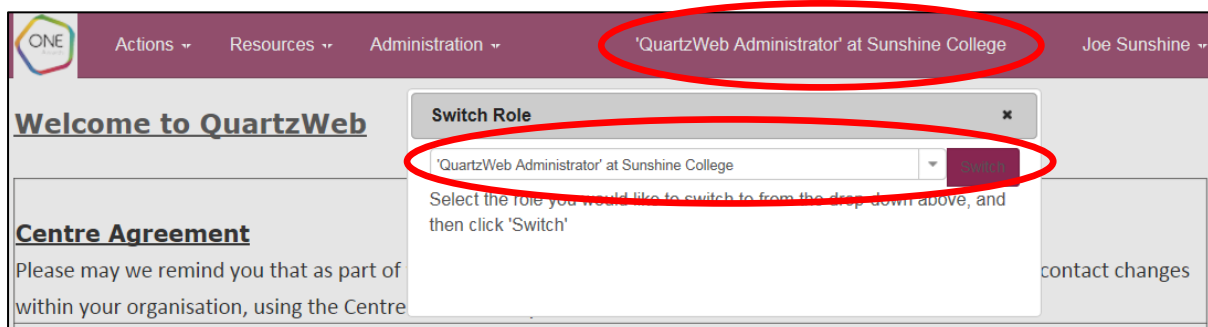 ONE
Actions Resources Administration 'QuartzWeb Administrator' at Sunshine College Joe Sunshine
Welcome to QuartzWeb
Switch Role
'QuartzWeb Administrator' at Sunshine College Switch
Select the role you would like to switch to from the drop-down above, and
then click 'Switch'
Centre Agreement
Please may we remind you that as part of contact changes
within your organisation, using the Centre